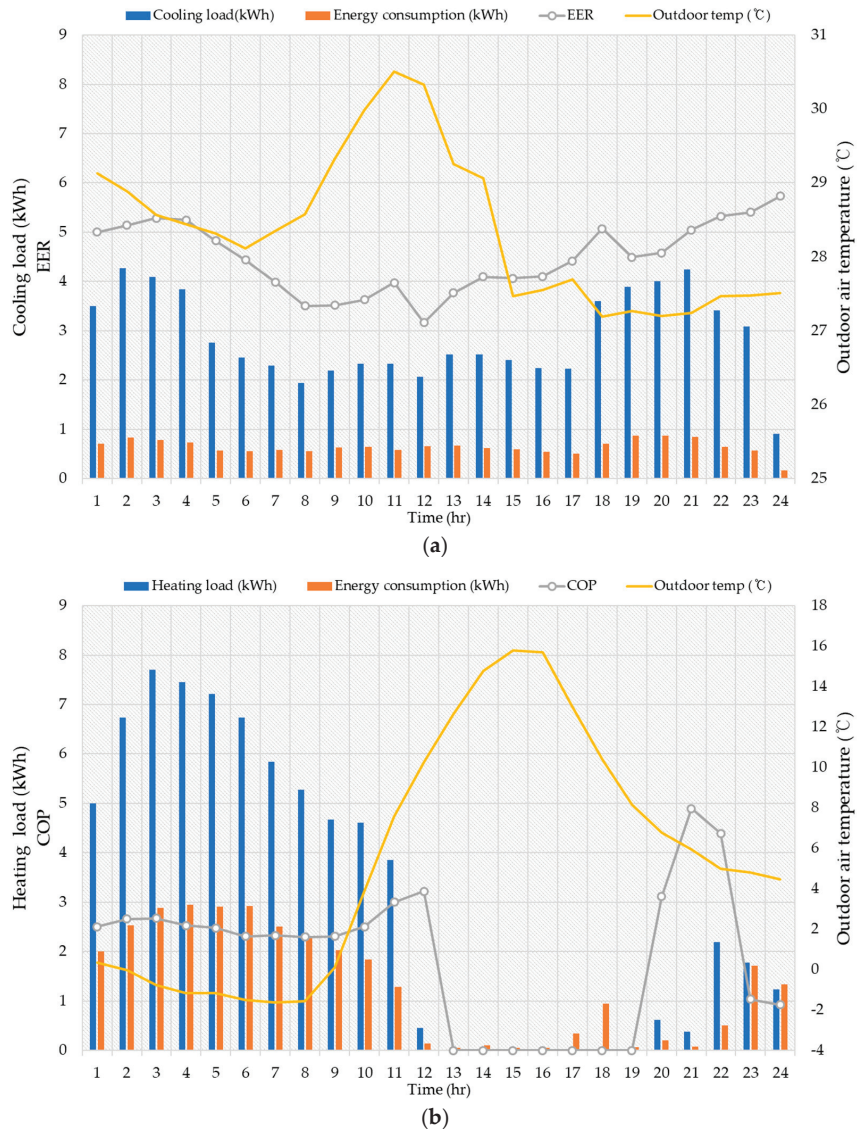 Cooling load(kWh) Energy consumption (kWh) EER Outdoor temp (℃)
9 31
8 30
7
6 29
5 28
4
3 27
2 26
1
0 25
Cooling load (kWh)
EER
Outdoor air temperature (℃)
1 2 3 4 5 6 7 8 9 10 11 12 13 14 15 16 17 18 19 20 21 22 23 24
Time (hr)
(a)
Heating load (kWh) Energy consumption (kWh) COP Outdoor temp (℃)
9 18
8 16
7 14
12
6 10
5 8
4 6
3 4
2 2
0
1 -2
0 -4
Heating load (kWh)
COP
Outdoor air temperature (℃)
1 2 3 4 5 6 7 8 9 10 11 12 13 14 15 16 17 18 19 20 21 22 23 24
Time (hr)
(b)